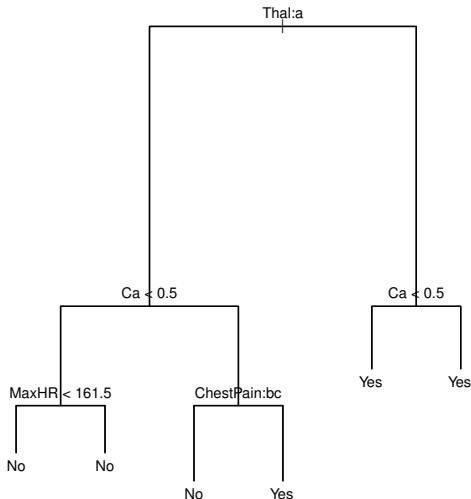 Thal:a
Ca < 0.5
Ca < 0.5
MaxHR < 161.5
ChestPain:bc
Yes
Yes
No
No
No
Yes